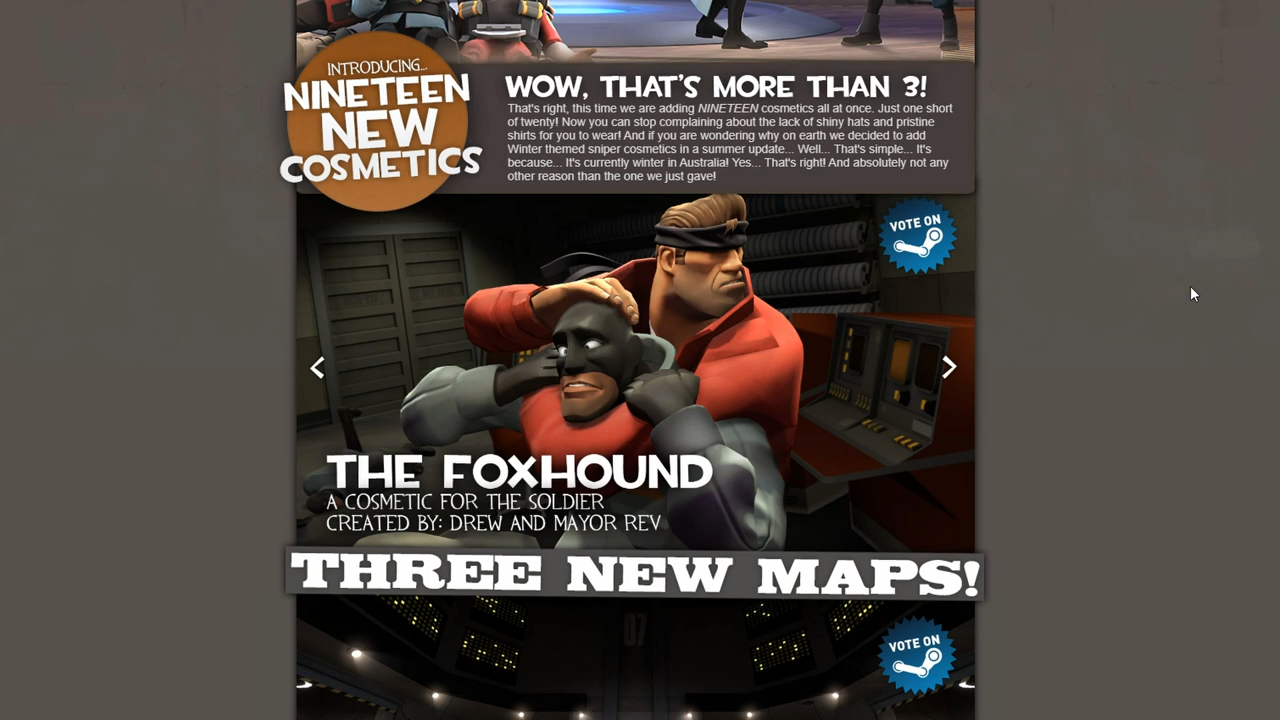 INTRODUCING...
NINETEEN
NEW
COSMETICS
WOW, THAT'S MORE THAN 3!
That's right, this time we are adding NINETEEN cosmetics all at once. Just one short
of twenty! Now you can stop complaining about the lack of shiny hats and pristine
shirts for you to wear! And if you are wondering why on earth we decided to add
Winter themed sniper cosmetics in a summer update... Well... That's simple... It's
because... It's currently winter in Australia! Yes... That's right! And absolutely not any
other reason than the one we just gave!
VOTE ON
THE FOXHOUND
A COSMETIC FOR THE SOLDIER
CREATED BY: DREW AND MAYOR REV
THREE NEW MAPS!
07
VOTE ON